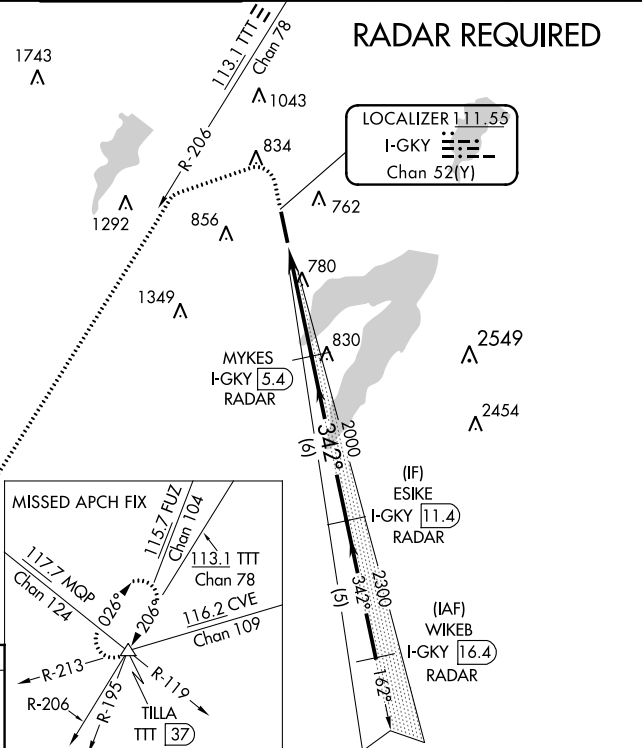 RADAR REQUIRED
1743
113.1 TTT
Chan 78
1043
R-206
834
LOCALIZER 111.55
I-GKY
Chan 52(Y)
762
1292
856
780
1349
830
2549
MYKES
I-GKY 5.4
RADAR
2454
342°
2000
(6)
(IF)
ESIKE
I-GKY 11.4
RADAR
342°
2300
(5)
(IAF)
WIKEB
I-GKY 16.4
RADAR
162°
MISSED APCH FIX
115.7 FUZ
Chan 104
113.1 TTT
Chan 78
117.7 MQP
Chan 124
116.2 CVE
Chan 109
026°
206°
R-213
R-119
R-206
R-195
TILLA
TTT 37